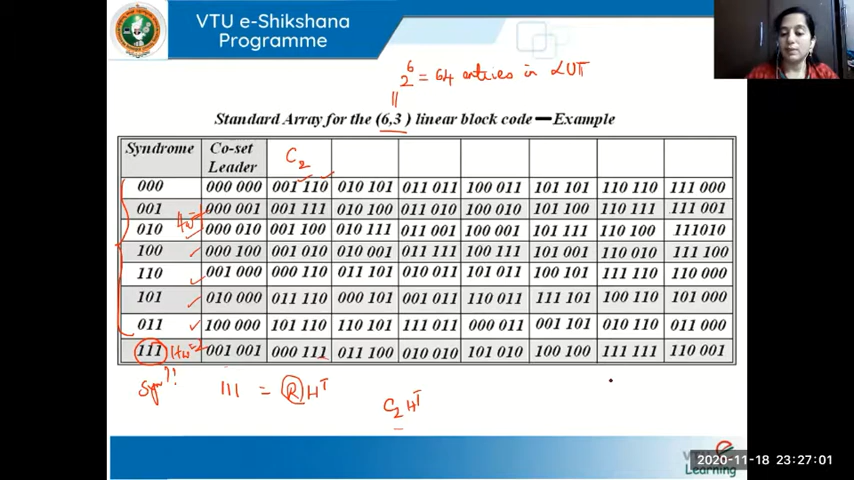 VTU e-Shikshana
Programme
2^6 = 64 entries in LUT
Standard Array for the (6,3) linear block code – Example
Syndrome Co-set Leader C2
000 000 000 001 110 010 101 011 011 100 011 101 101 110 110 111 000
001 000 001 001 111 010 100 011 010 100 010 101 100 110 111 111 001
010 000 010 001 100 010 111 011 001 100 001 101 111 110 100 111010
100 000 100 001 010 010 001 011 111 100 111 101 001 110 010 111 100
110 001 000 000 110 011 101 010 011 101 011 100 101 111 110 110 000
101 010 000 011 110 000 101 001 011 110 011 111 101 100 110 101 000
011 100 000 101 110 110 101 111 011 000 011 001 101 010 110 011 000
111 Hw=2 001 001 000 111 011 100 010 010 101 010 100 100 111 111 110 001
111 = R H^T
C2 H^T
2020-11-18 23:27:01
Learning